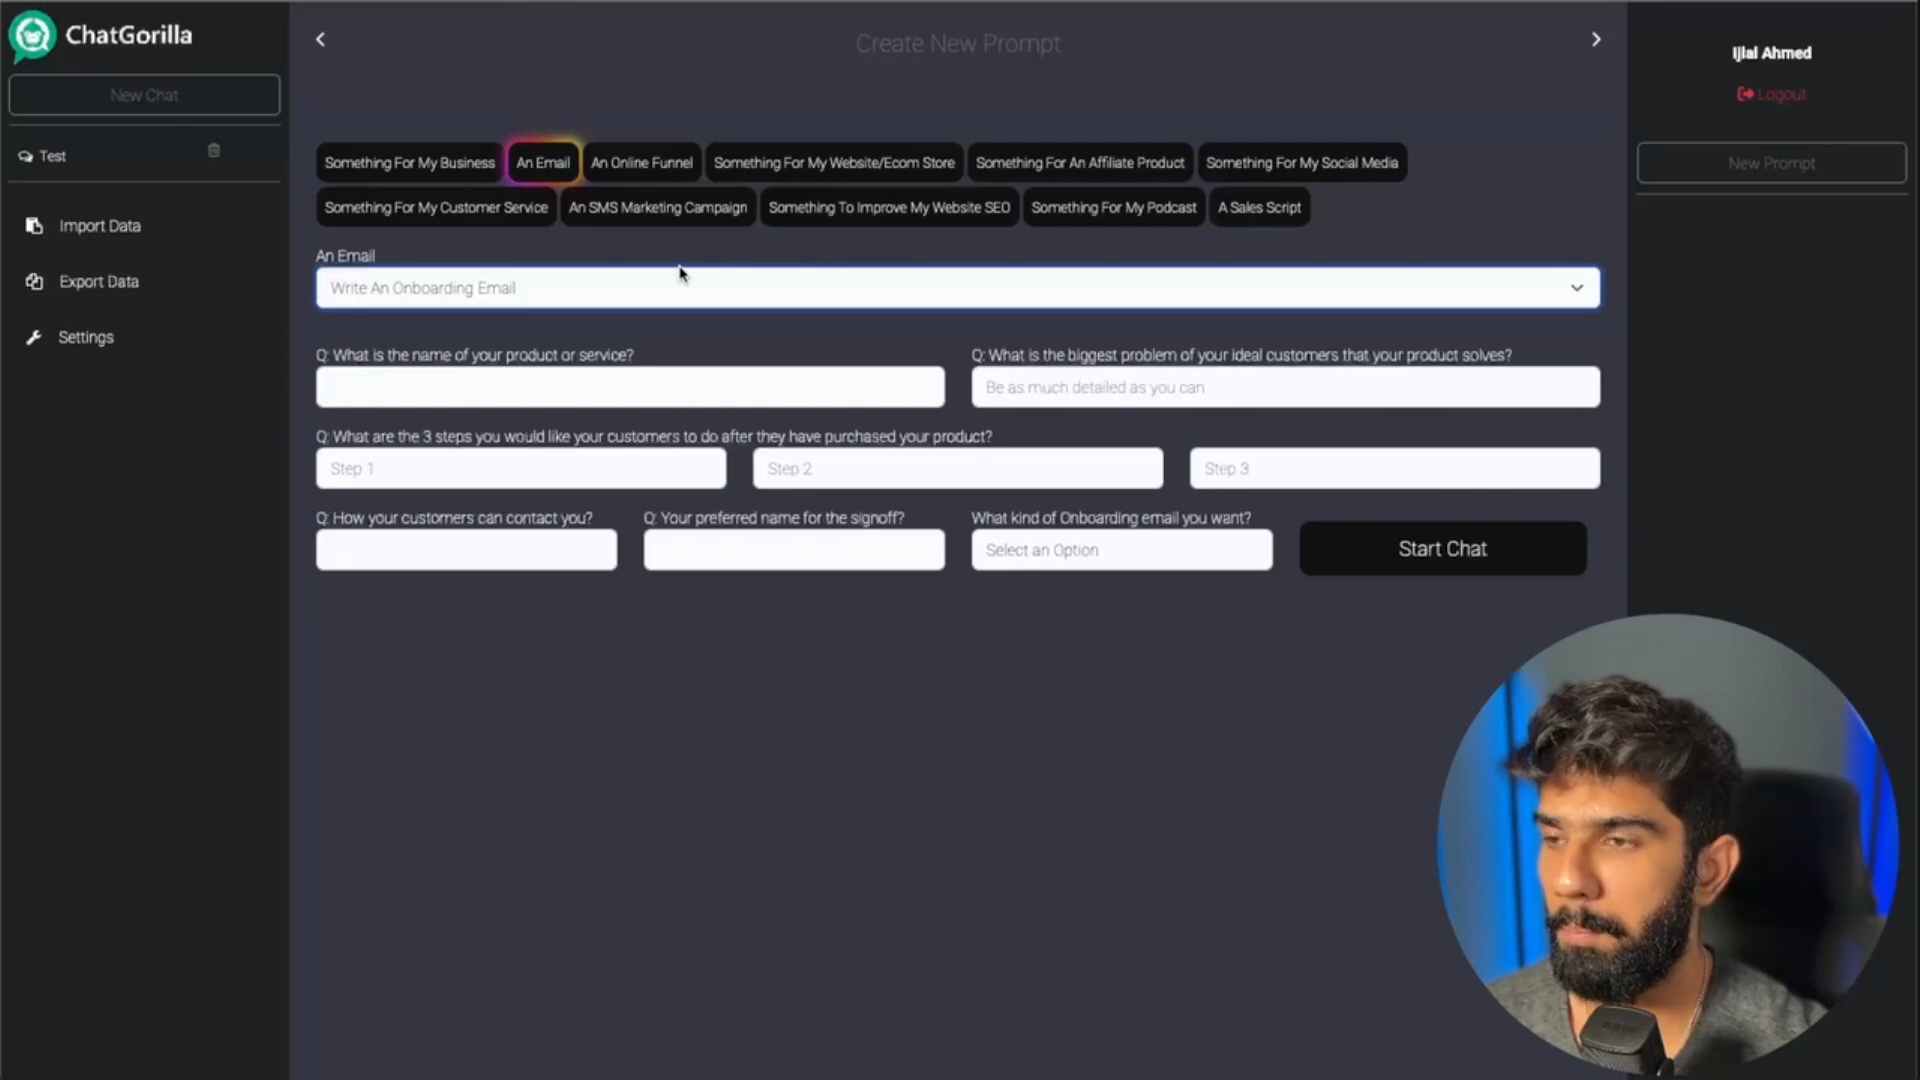 ChatGorilla
New Chat
Test
Import Data
Export Data
Settings
Create New Prompt
Something For My Business
An Email
An Online Funnel
Something For My Website/Ecom Store
Something For An Affiliate Product
Something For My Social Media
Something For My Customer Service
An SMS Marketing Campaign
Something To Improve My Website SEO
Something For My Podcast
A Sales Script
An Email
Write An Onboarding Email
Q: What is the name of your product or service?
Q: What is the biggest problem of your ideal customers that your product solves?
Be as much detailed as you can
Q: What are the 3 steps you would like your customers to do after they have purchased your product?
Step 1
Step 2
Step 3
Q: How your customers can contact you?
Q: Your preferred name for the signoff?
What kind of Onboarding email you want?
Select an Option
Start Chat
Ijlal Ahmed
Logout
New Prompt